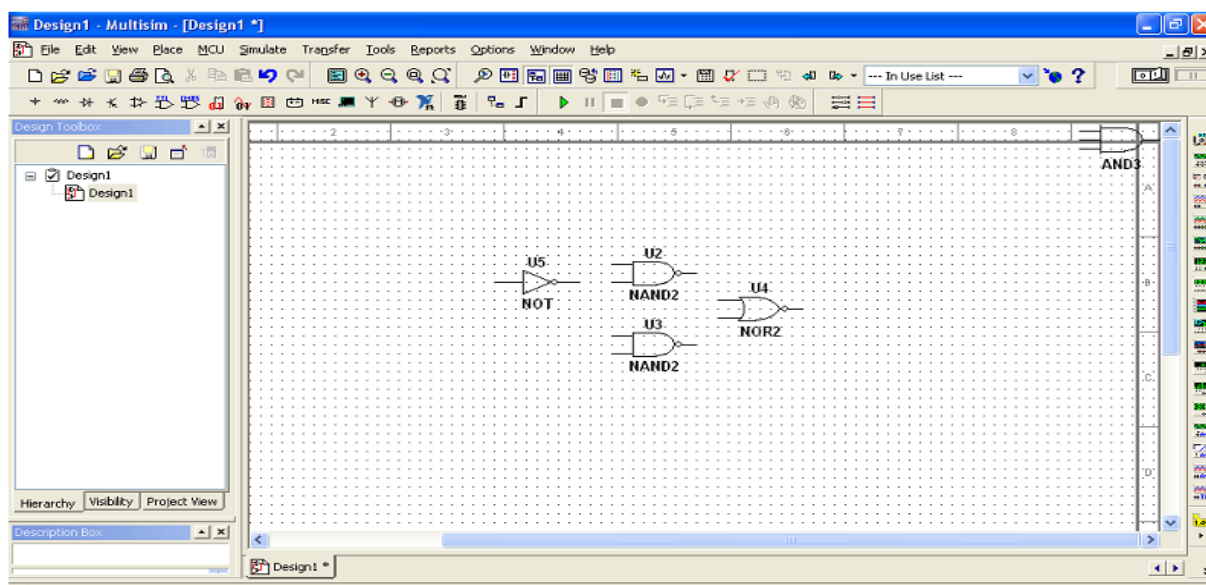 Design1 - Multisim - [Design1 *]
File Edit View Place MCU Simulate Transfer Tools Reports Options Window Help
--- In Use List ---
MISC
Design Toolbox
Design1
Design1
2 3 4 5 6 7 8
AND3
A
U5
NOT
U2
NAND2
B
U4
NOR2
U3
NAND2
C
D
Hierarchy Visibility Project View
Description Box
Design1 *